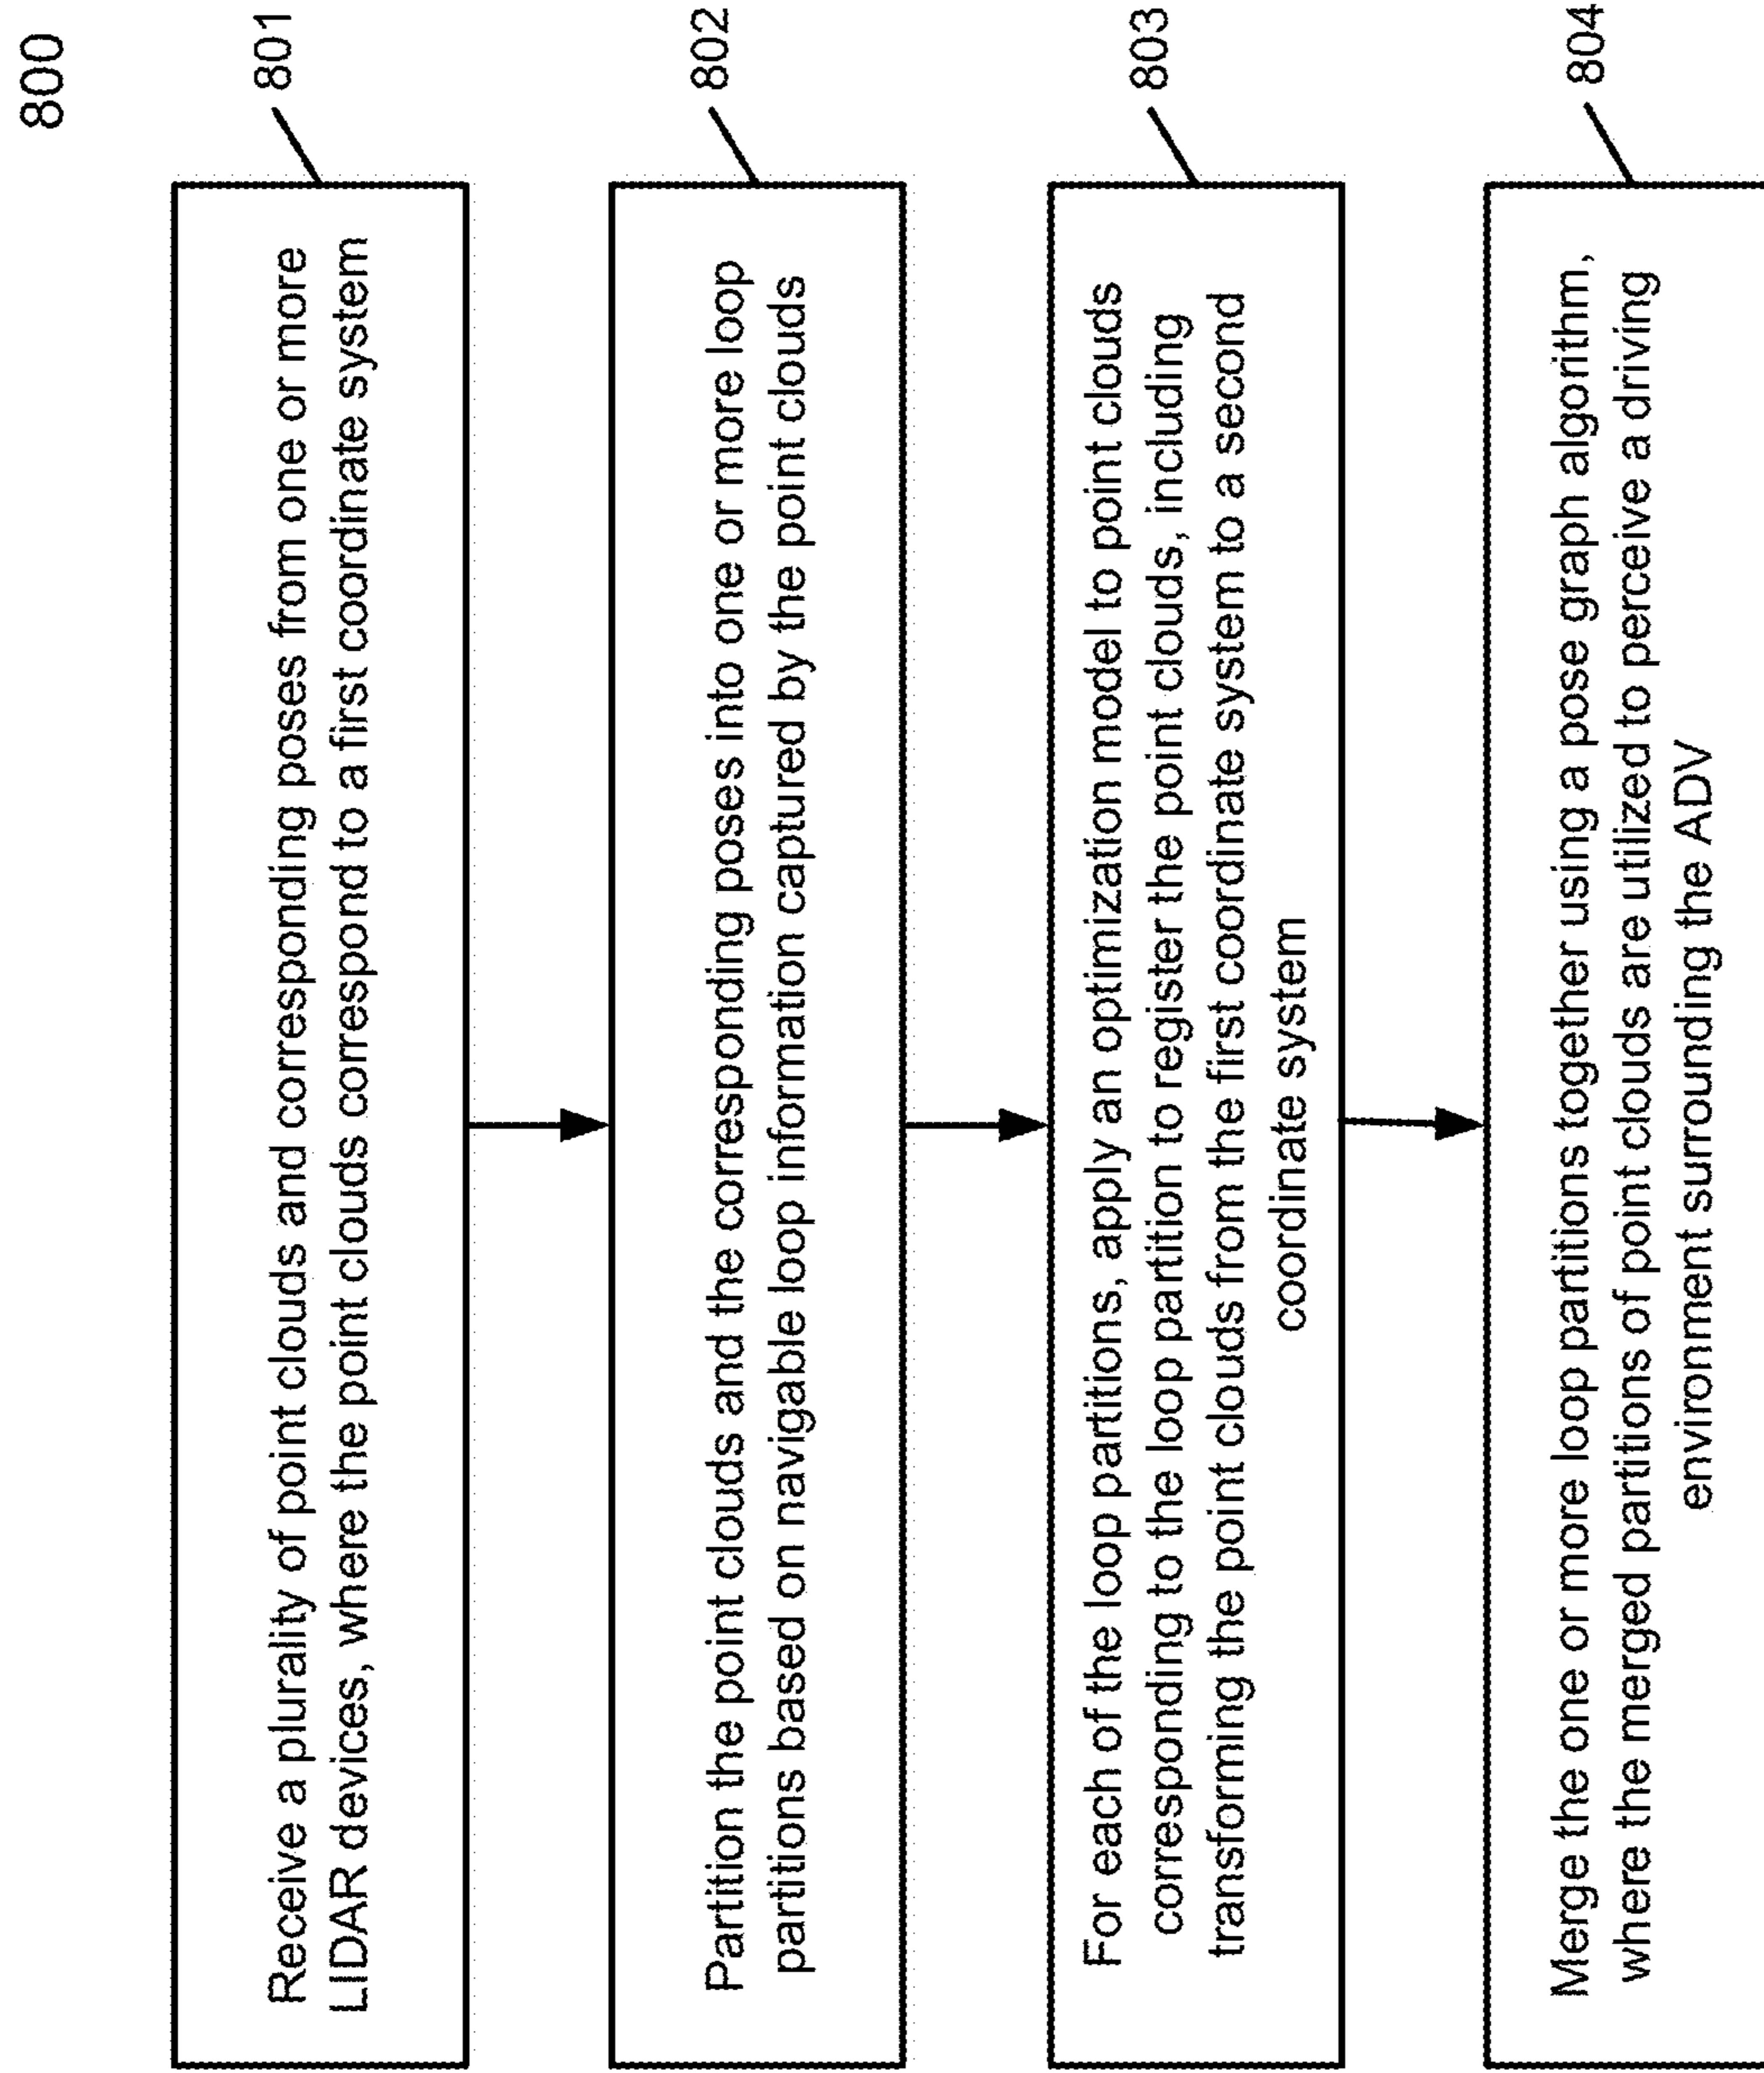 800
801
Receive a plurality of point clouds and corresponding poses from one or more
LIDAR devices, where the point clouds correspond to a first coordinate system
802
Partition the point clouds and the corresponding poses into one or more loop
partitions based on navigable loop information captured by the point clouds
803
For each of the loop partitions, apply an optimization model to point clouds
corresponding to the loop partition to register the point clouds, including
transforming the point clouds from the first coordinate system to a second
coordinate system
804
Merge the one or more loop partitions together using a pose graph algorithm,
where the merged partitions of point clouds are utilized to perceive a driving
environment surrounding the ADV